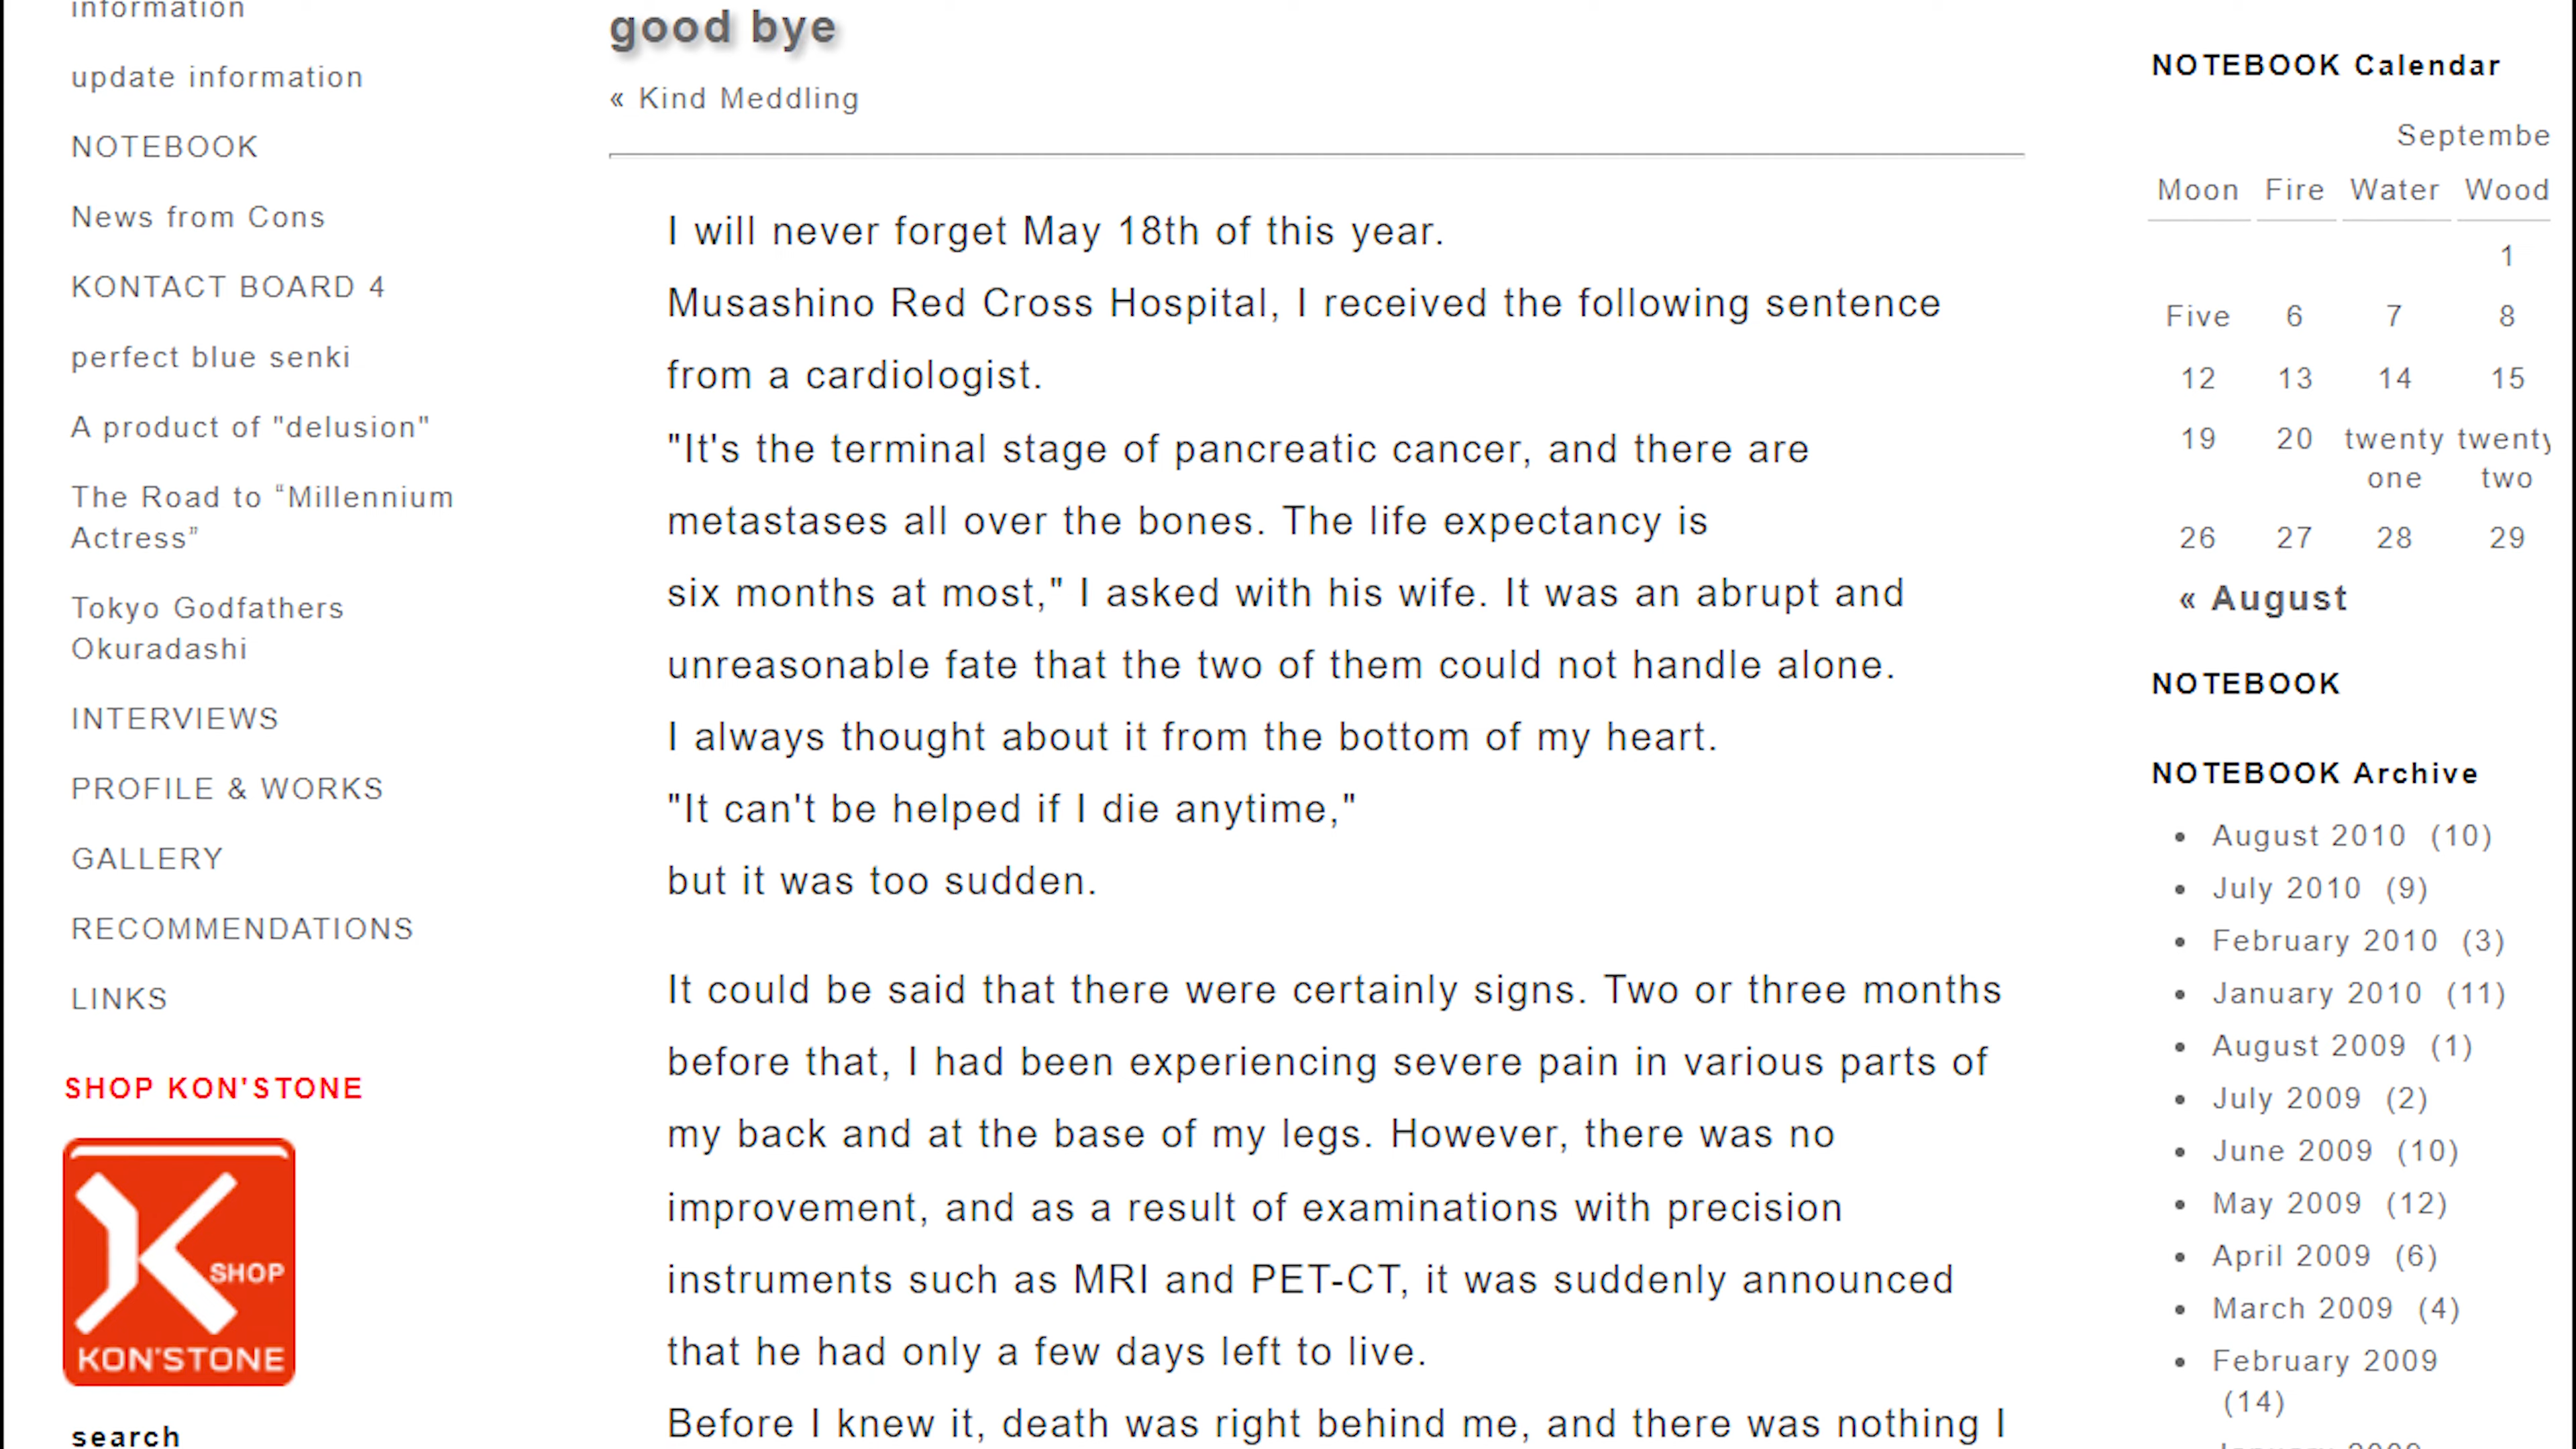 information
update information
NOTEBOOK
News from Cons
KONTACT BOARD 4
perfect blue senki
A product of "delusion"
The Road to “Millennium
Actress”
Tokyo Godfathers
Okuradashi
INTERVIEWS
PROFILE & WORKS
GALLERY
RECOMMENDATIONS
LINKS
SHOP KON'STONE
SHOP
KON'STONE
search
good bye
« Kind Meddling
I will never forget May 18th of this year.
Musashino Red Cross Hospital, I received the following sentence
from a cardiologist.
"It's the terminal stage of pancreatic cancer, and there are
metastases all over the bones. The life expectancy is
six months at most," I asked with his wife. It was an abrupt and
unreasonable fate that the two of them could not handle alone.
I always thought about it from the bottom of my heart.
"It can't be helped if I die anytime,"
but it was too sudden.
It could be said that there were certainly signs. Two or three months
before that, I had been experiencing severe pain in various parts of
my back and at the base of my legs. However, there was no
improvement, and as a result of examinations with precision
instruments such as MRI and PET-CT, it was suddenly announced
that he had only a few days left to live.
Before I knew it, death was right behind me, and there was nothing I
NOTEBOOK Calendar
Septembe
Moon Fire Water Wood
1
Five 6 7 8
12 13 14 15
19 20 twenty twenty
one two
26 27 28 29
« August
NOTEBOOK
NOTEBOOK Archive
• August 2010 (10)
• July 2010 (9)
• February 2010 (3)
• January 2010 (11)
• August 2009 (1)
• July 2009 (2)
• June 2009 (10)
• May 2009 (12)
• April 2009 (6)
• March 2009 (4)
• February 2009
(14)